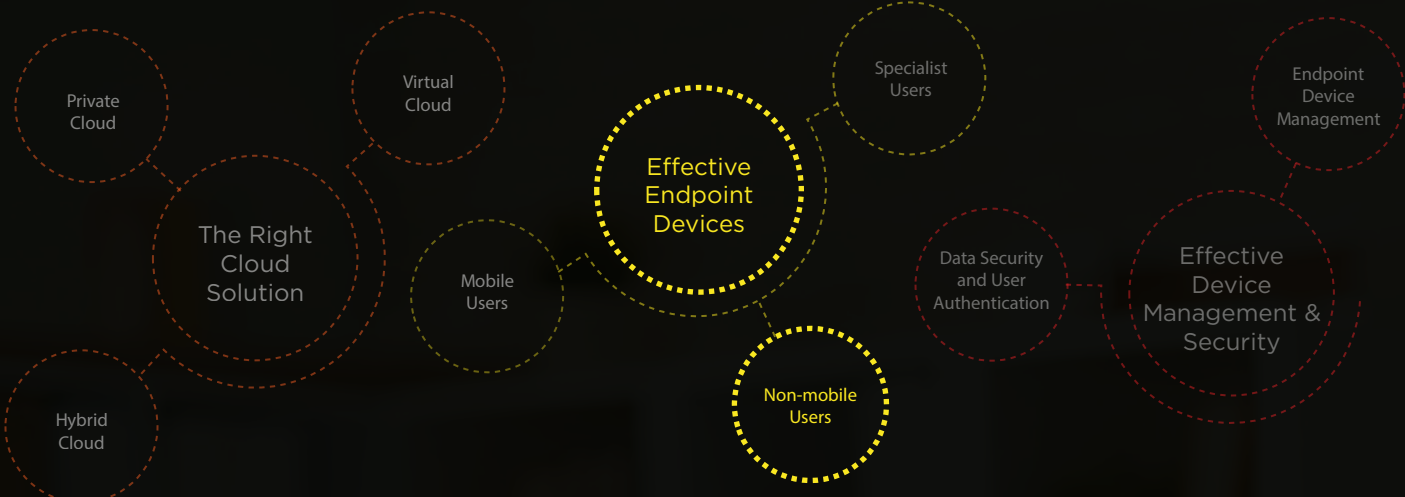 Private
Cloud
Virtual
Cloud
The Right
Cloud
Solution
Hybrid
Cloud
Specialist
Users
Effective
Endpoint
Devices
Mobile
Users
Non-mobile
Users
Endpoint
Device
Management
Data Security
and User
Authentication
Effective
Device
Management &
Security